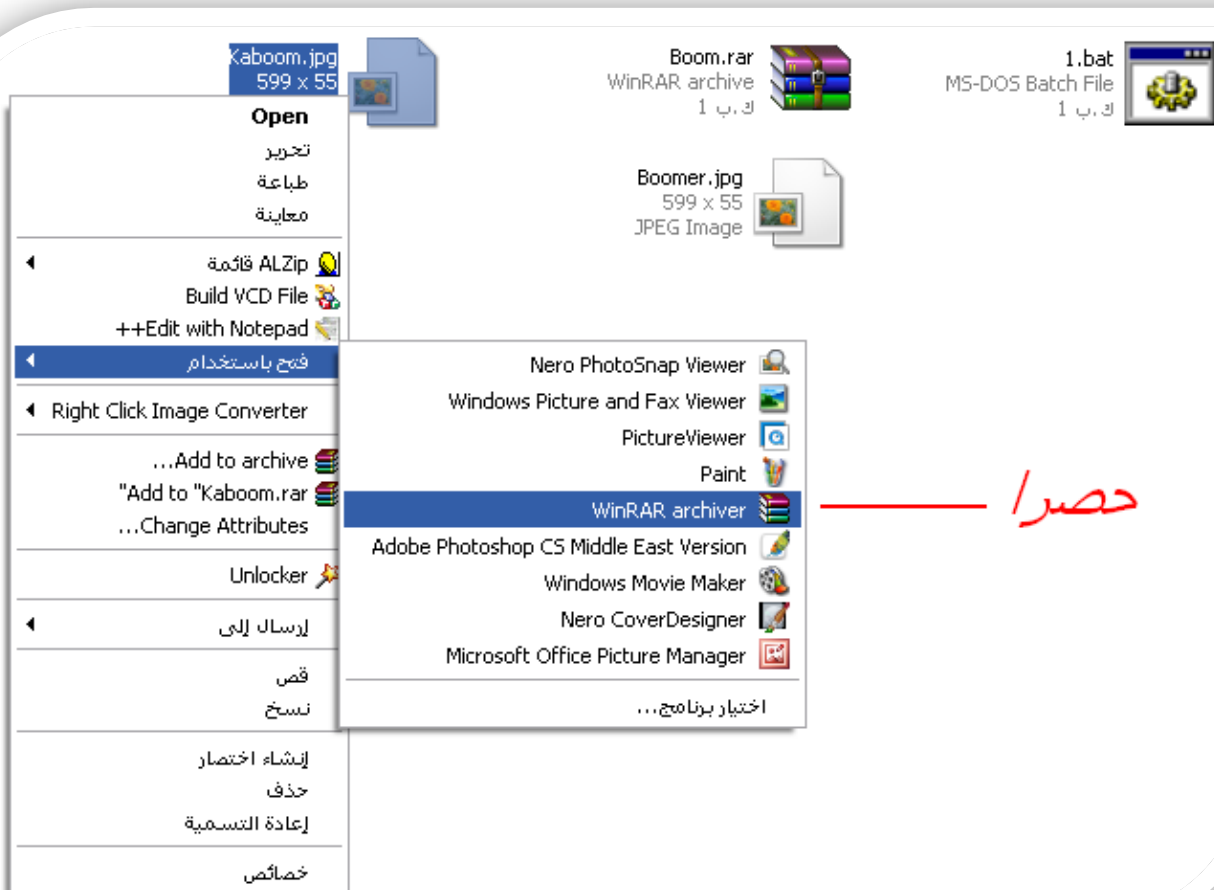 1.bat
MS-DOS Batch File
1 ك.ب
Boom.rar
WinRAR archive
1 ك.ب
Kaboom.jpg
599 x 55
Boomer.jpg
599 x 55
JPEG Image
Open
تحرير
طباعة
معاينة
ALZip قائمة
Build VCD File
++Edit with Notepad
فتح باستخدام
Right Click Image Converter
...Add to archive
"Add to "Kaboom.rar
...Change Attributes
Unlocker
إرسال إلى
قص
نسخ
إنشاء اختصار
حذف
إعادة التسمية
خصائص
Nero PhotoSnap Viewer
Windows Picture and Fax Viewer
PictureViewer
Paint
WinRAR archiver
Adobe Photoshop CS Middle East Version
Windows Movie Maker
Nero CoverDesigner
Microsoft Office Picture Manager
اختيار برنامج...
حصرا